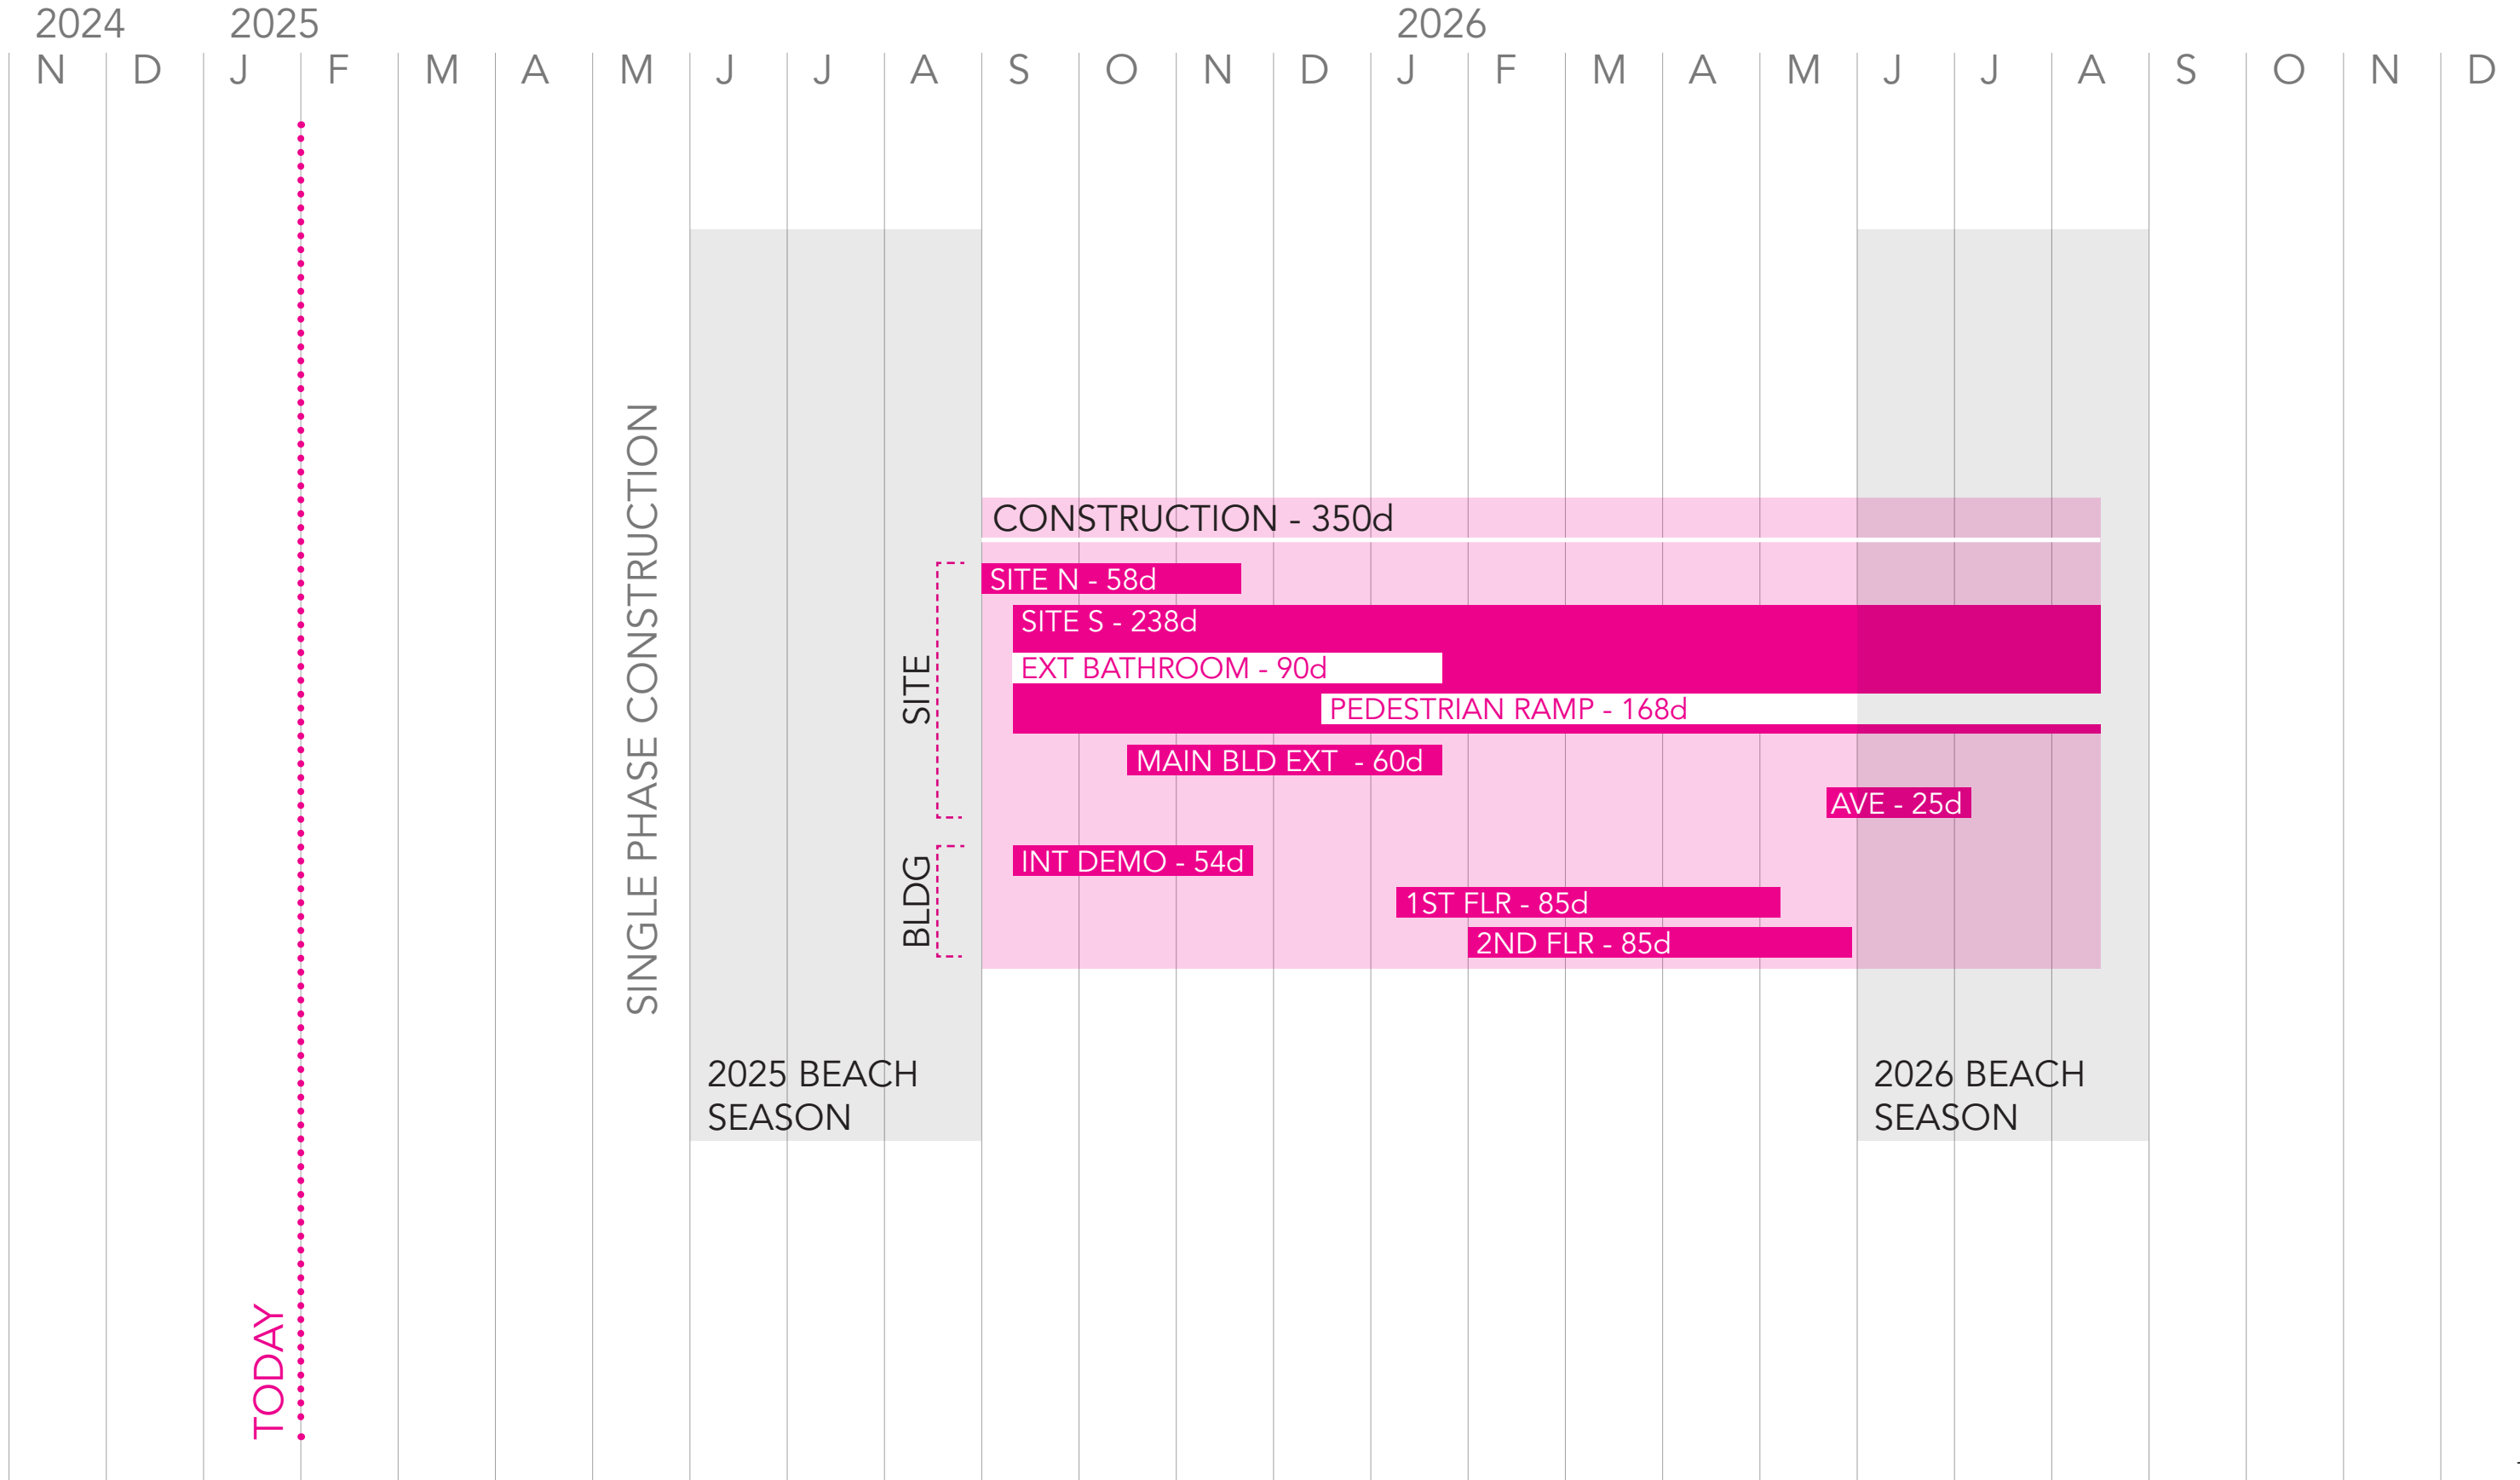 2024 2025 2026
N D J F M A M J J A S O N D J F M A M J J A S O N D
SINGLE PHASE CONSTRUCTION
CONSTRUCTION - 350d
SITE
SITE N - 58d
SITE S - 238d
EXT BATHROOM - 90d
PEDESTRIAN RAMP - 168d
MAIN BLD EXT - 60d
AVE - 25d
BLDG
INT DEMO - 54d
1ST FLR - 85d
2ND FLR - 85d
2025 BEACH
SEASON
2026 BEACH
SEASON
TODAY